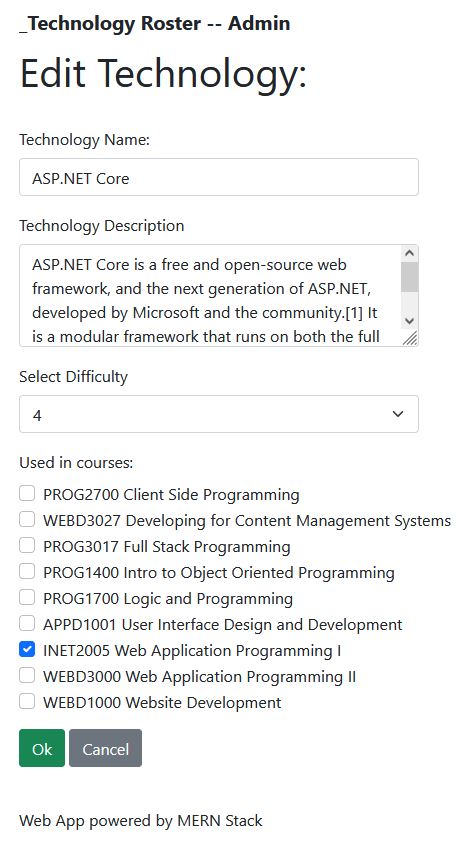 _Technology Roster -- Admin
Edit Technology:
Technology Name:
ASP.NET Core
Technology Description
ASP.NET Core is a free and open-source web
framework, and the next generation of ASP.NET,
developed by Microsoft and the community.[1] It
is a modular framework that runs on both the full
Select Difficulty
4
Used in courses:
PROG2700 Client Side Programming
WEBD3027 Developing for Content Management Systems
PROG3017 Full Stack Programming
PROG1400 Intro to Object Oriented Programming
PROG1700 Logic and Programming
APPD1001 User Interface Design and Development
INET2005 Web Application Programming I
WEBD3000 Web Application Programming II
WEBD1000 Website Development
Ok Cancel
Web App powered by MERN Stack